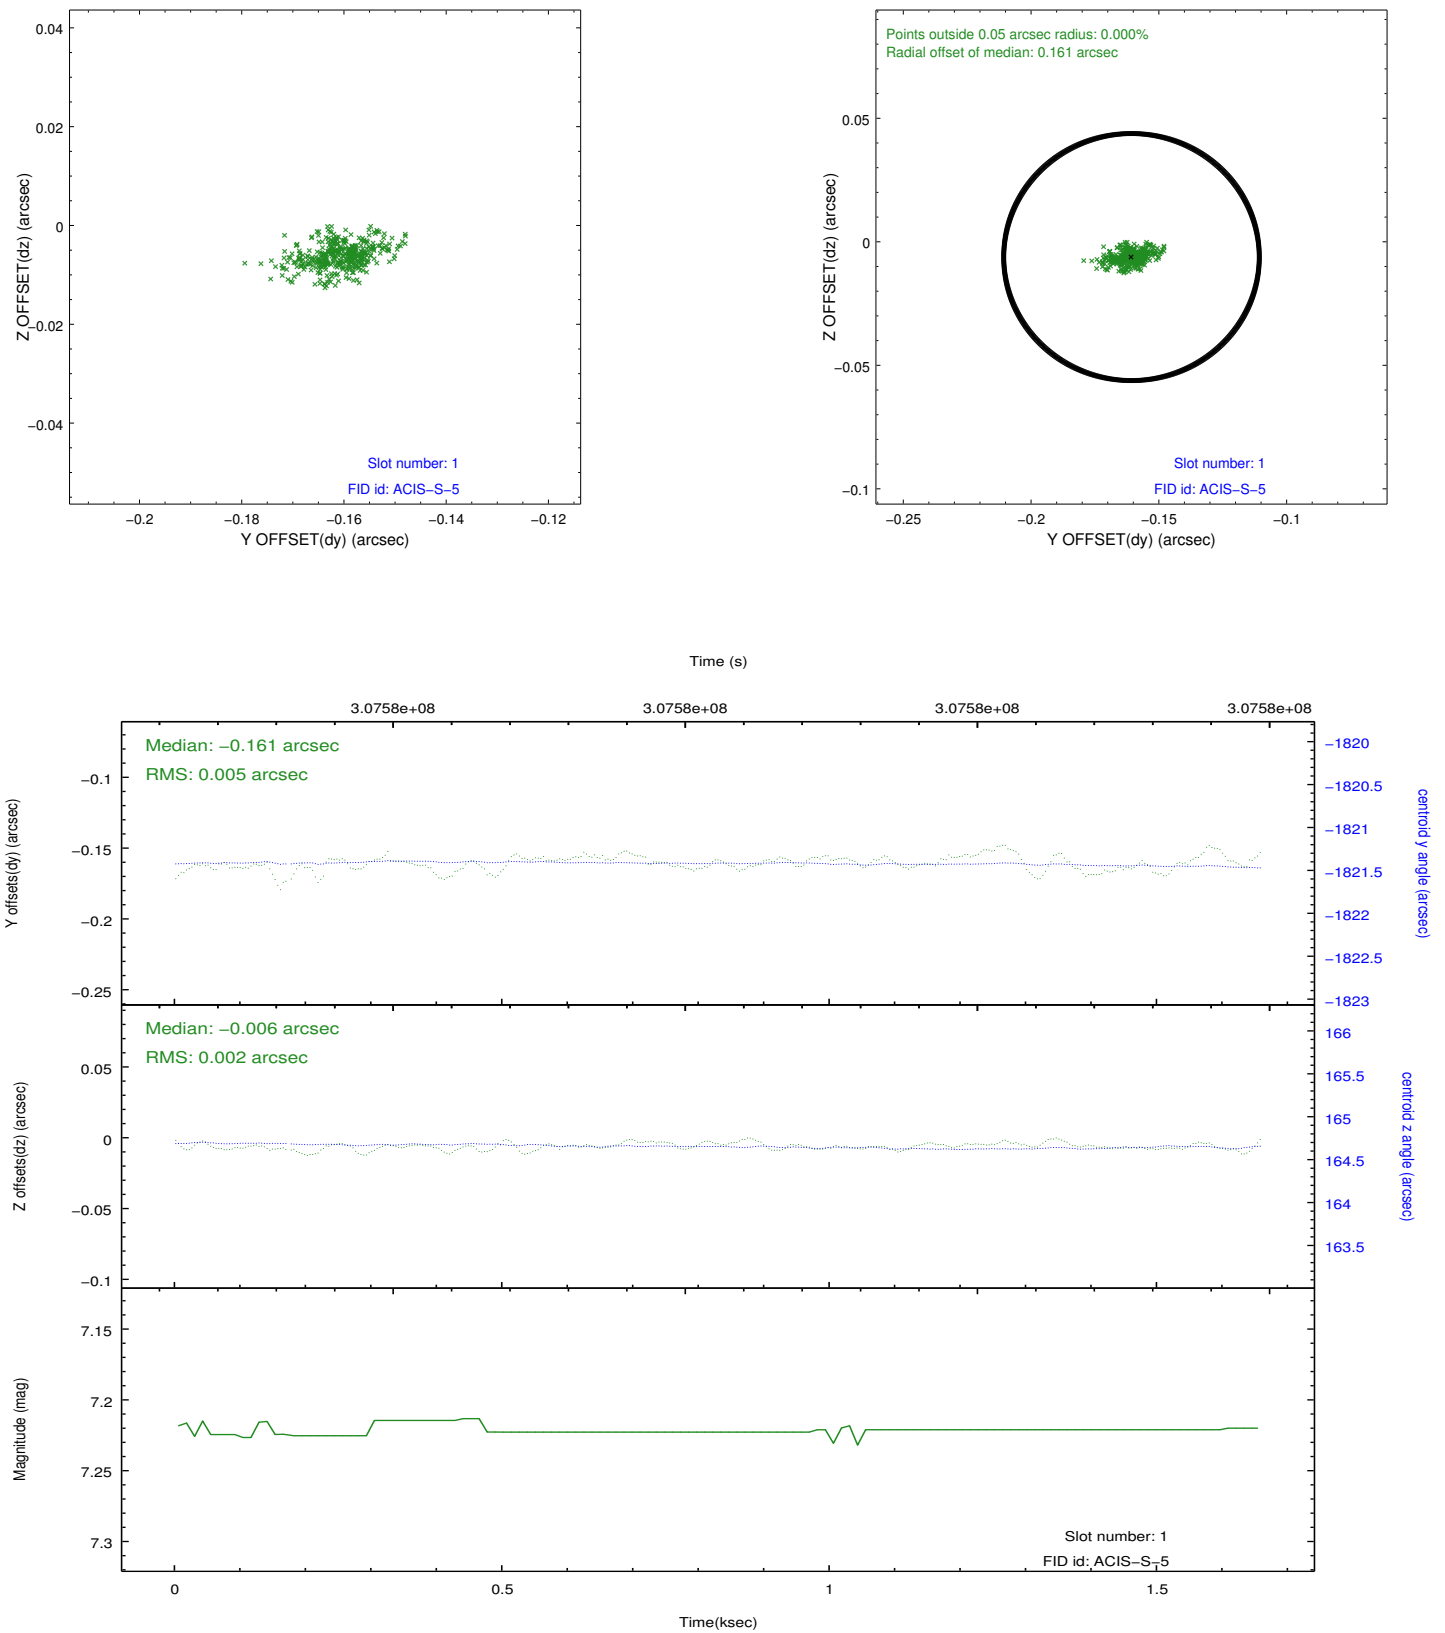 0.04
0.02
0
−0.02
−0.04
Z OFFSET(dz) (arcsec)
Slot number: 1
FID id: ACIS−S−5
−0.2
−0.18
−0.16
−0.14
−0.12
Y OFFSET(dy) (arcsec)
Points outside 0.05 arcsec radius: 0.000%
Radial offset of median: 0.161 arcsec
0.05
0
−0.05
−0.1
Z OFFSET(dz) (arcsec)
Slot number: 1
FID id: ACIS−S−5
−0.25
−0.2
−0.15
−0.1
Y OFFSET(dy) (arcsec)
Time (s)
3.0758e+08
3.0758e+08
3.0758e+08
3.0758e+08
Median: −0.161 arcsec
RMS: 0.005 arcsec
−0.1
−0.15
−0.2
−0.25
Y offsets(dy) (arcsec)
−1820
−1820.5
−1821
−1821.5
−1822
−1822.5
−1823
centroid y angle (arcsec)
Median: −0.006 arcsec
RMS: 0.002 arcsec
0.05
0
−0.05
−0.1
Z offsets(dz) (arcsec)
166
165.5
165
164.5
164
163.5
centroid z angle (arcsec)
7.15
7.2
7.25
7.3
Magnitude (mag)
Slot number: 1
FID id: ACIS−S−5
0
0.5
1
1.5
Time(ksec)